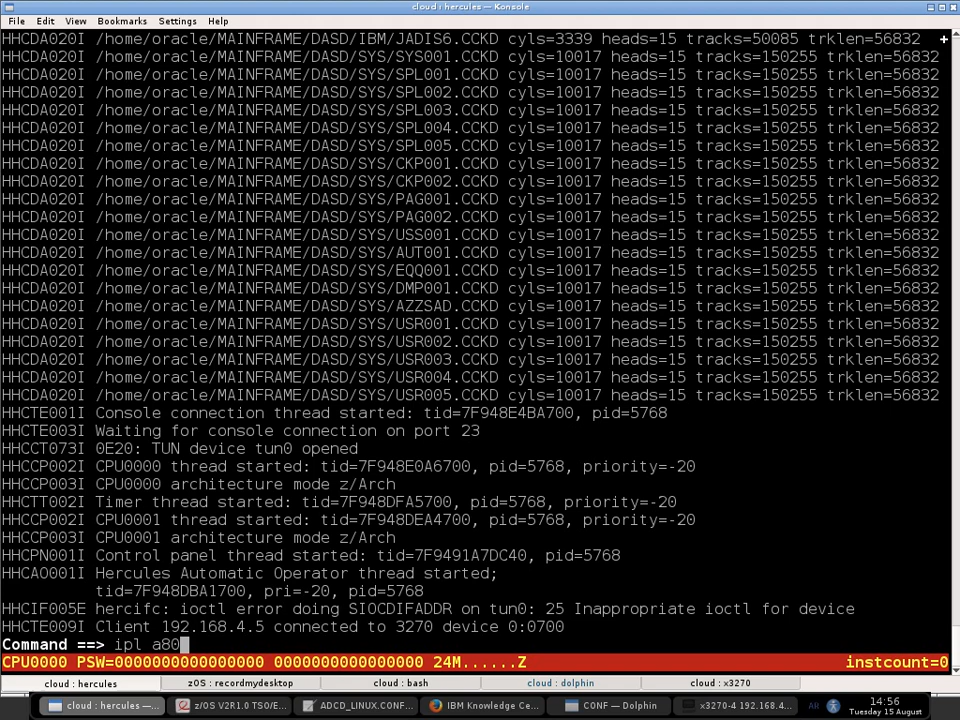 cloud : hercules — Konsole
File Edit View Bookmarks Settings Help
HHCDA020I /home/oracle/MAINFRAME/DASD/IBM/JADIS6.CCKD cyls=3339 heads=15 tracks=50085 trklen=56832 +
HHCDA020I /home/oracle/MAINFRAME/DASD/SYS/SYS001.CCKD cyls=10017 heads=15 tracks=150255 trklen=56832
HHCDA020I /home/oracle/MAINFRAME/DASD/SYS/SPL001.CCKD cyls=10017 heads=15 tracks=150255 trklen=56832
HHCDA020I /home/oracle/MAINFRAME/DASD/SYS/SPL002.CCKD cyls=10017 heads=15 tracks=150255 trklen=56832
HHCDA020I /home/oracle/MAINFRAME/DASD/SYS/SPL003.CCKD cyls=10017 heads=15 tracks=150255 trklen=56832
HHCDA020I /home/oracle/MAINFRAME/DASD/SYS/SPL004.CCKD cyls=10017 heads=15 tracks=150255 trklen=56832
HHCDA020I /home/oracle/MAINFRAME/DASD/SYS/SPL005.CCKD cyls=10017 heads=15 tracks=150255 trklen=56832
HHCDA020I /home/oracle/MAINFRAME/DASD/SYS/CKP001.CCKD cyls=10017 heads=15 tracks=150255 trklen=56832
HHCDA020I /home/oracle/MAINFRAME/DASD/SYS/CKP002.CCKD cyls=10017 heads=15 tracks=150255 trklen=56832
HHCDA020I /home/oracle/MAINFRAME/DASD/SYS/PAG001.CCKD cyls=10017 heads=15 tracks=150255 trklen=56832
HHCDA020I /home/oracle/MAINFRAME/DASD/SYS/PAG002.CCKD cyls=10017 heads=15 tracks=150255 trklen=56832
HHCDA020I /home/oracle/MAINFRAME/DASD/SYS/USS001.CCKD cyls=10017 heads=15 tracks=150255 trklen=56832
HHCDA020I /home/oracle/MAINFRAME/DASD/SYS/AUT001.CCKD cyls=10017 heads=15 tracks=150255 trklen=56832
HHCDA020I /home/oracle/MAINFRAME/DASD/SYS/EQQ001.CCKD cyls=10017 heads=15 tracks=150255 trklen=56832
HHCDA020I /home/oracle/MAINFRAME/DASD/SYS/DMP001.CCKD cyls=10017 heads=15 tracks=150255 trklen=56832
HHCDA020I /home/oracle/MAINFRAME/DASD/SYS/AZZSAD.CCKD cyls=10017 heads=15 tracks=150255 trklen=56832
HHCDA020I /home/oracle/MAINFRAME/DASD/SYS/USR001.CCKD cyls=10017 heads=15 tracks=150255 trklen=56832
HHCDA020I /home/oracle/MAINFRAME/DASD/SYS/USR002.CCKD cyls=10017 heads=15 tracks=150255 trklen=56832
HHCDA020I /home/oracle/MAINFRAME/DASD/SYS/USR003.CCKD cyls=10017 heads=15 tracks=150255 trklen=56832
HHCDA020I /home/oracle/MAINFRAME/DASD/SYS/USR004.CCKD cyls=10017 heads=15 tracks=150255 trklen=56832
HHCDA020I /home/oracle/MAINFRAME/DASD/SYS/USR005.CCKD cyls=10017 heads=15 tracks=150255 trklen=56832
HHCTE001I Console connection thread started: tid=7F948E4BA700, pid=5768
HHCTE003I Waiting for console connection on port 23
HHCCT073I 0E20: TUN device tun0 opened
HHCCP002I CPU0000 thread started: tid=7F948E0A6700, pid=5768, priority=-20
HHCCP003I CPU0000 architecture mode z/Arch
HHCTT002I Timer thread started: tid=7F948DFA5700, pid=5768, priority=-20
HHCCP002I CPU0001 thread started: tid=7F948DEA4700, pid=5768, priority=-20
HHCCP003I CPU0001 architecture mode z/Arch
HHCPN001I Control panel thread started: tid=7F9491A7DC40, pid=5768
HHCAO001I Hercules Automatic Operator thread started;
tid=7F948DBA1700, pri=-20, pid=5768
HHCIF005E hercifc: ioctl error doing SIOCDIFADDR on tun0: 25 Inappropriate ioctl for device
HHCTE009I Client 192.168.4.5 connected to 3270 device 0:0700
Command ==> ipl a80
CPU0000 PSW=0000000000000000 0000000000000000 24M......Z instcount=0
cloud : hercules zOS : recordmydesktop cloud : bash cloud : dolphin cloud : x3270
cloud : hercules —... z/OS V2R1.0 TSO/E... ADCD_LINUX.CONF... IBM Knowledge Ce... CONF — Dolphin x3270-4 192.168.4... AR 14:56
Tuesday 15 August